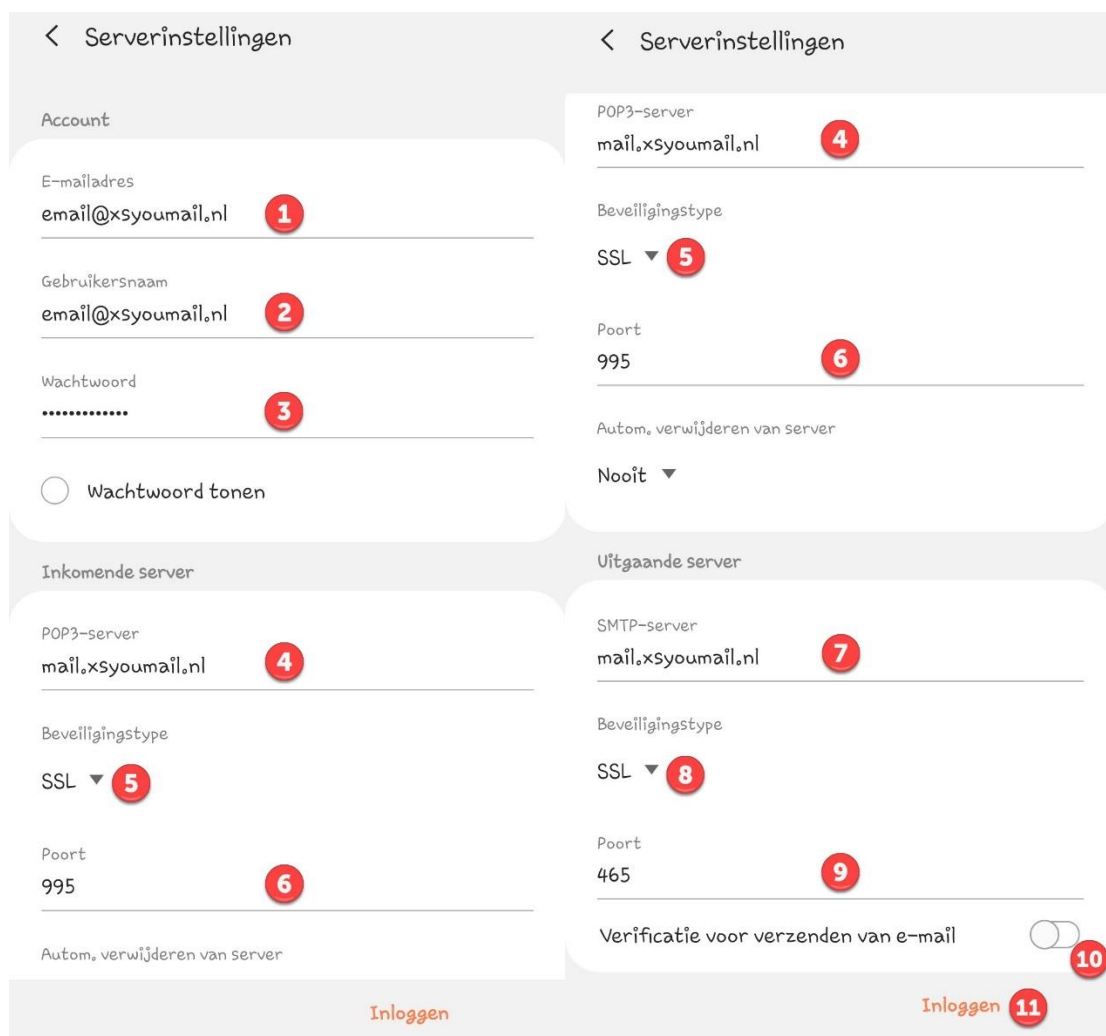 Serverinstellingen
Account
E-mailadres
email@xsyoumail.nl 1
Gebruikersnaam
email@xsyoumail.nl 2
Wachtwoord
............. 3
Wachtwoord tonen
Inkomende server
POP3-server
mail.xsyoumail.nl 4
Beveiligingstype
SSL 5
Poort
995 6
Autom. verwijderen van server
Inloggen
Serverinstellingen
POP3-server
mail.xsyoumail.nl 4
Beveiligingstype
SSL 5
Poort
995 6
Autom. verwijderen van server
Nooit
Uitgaande server
SMTP-server
mail.xsyoumail.nl 7
Beveiligingstype
SSL 8
Poort
465 9
Verificatie voor verzenden van e-mail 10
Inloggen 11